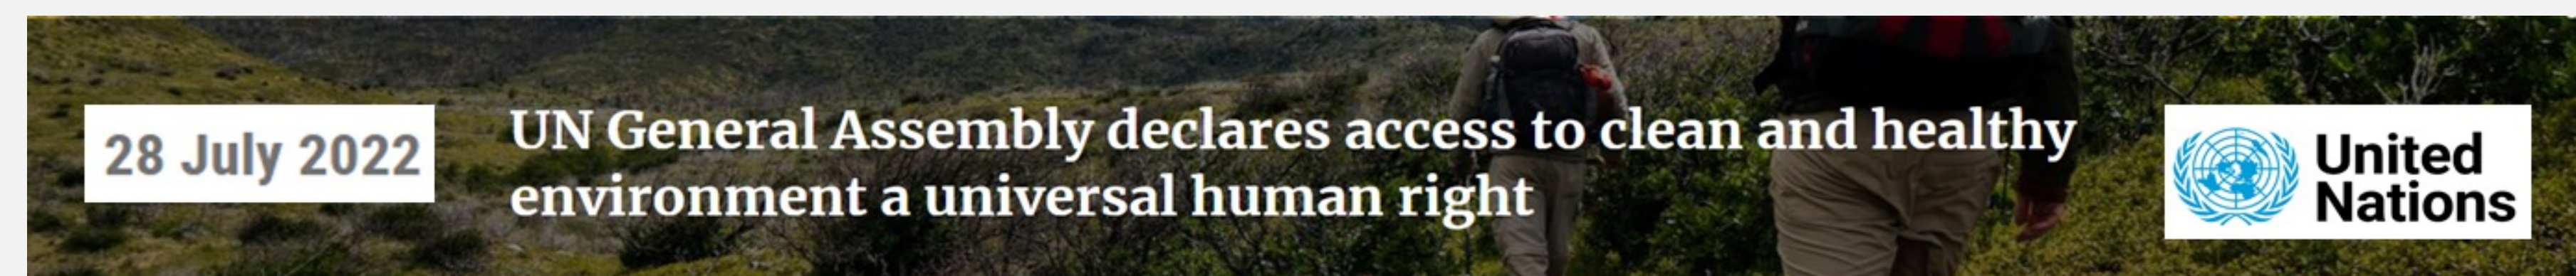 28 July 2022
UN General Assembly declares access to clean and healthy
environment a universal human right
United
Nations